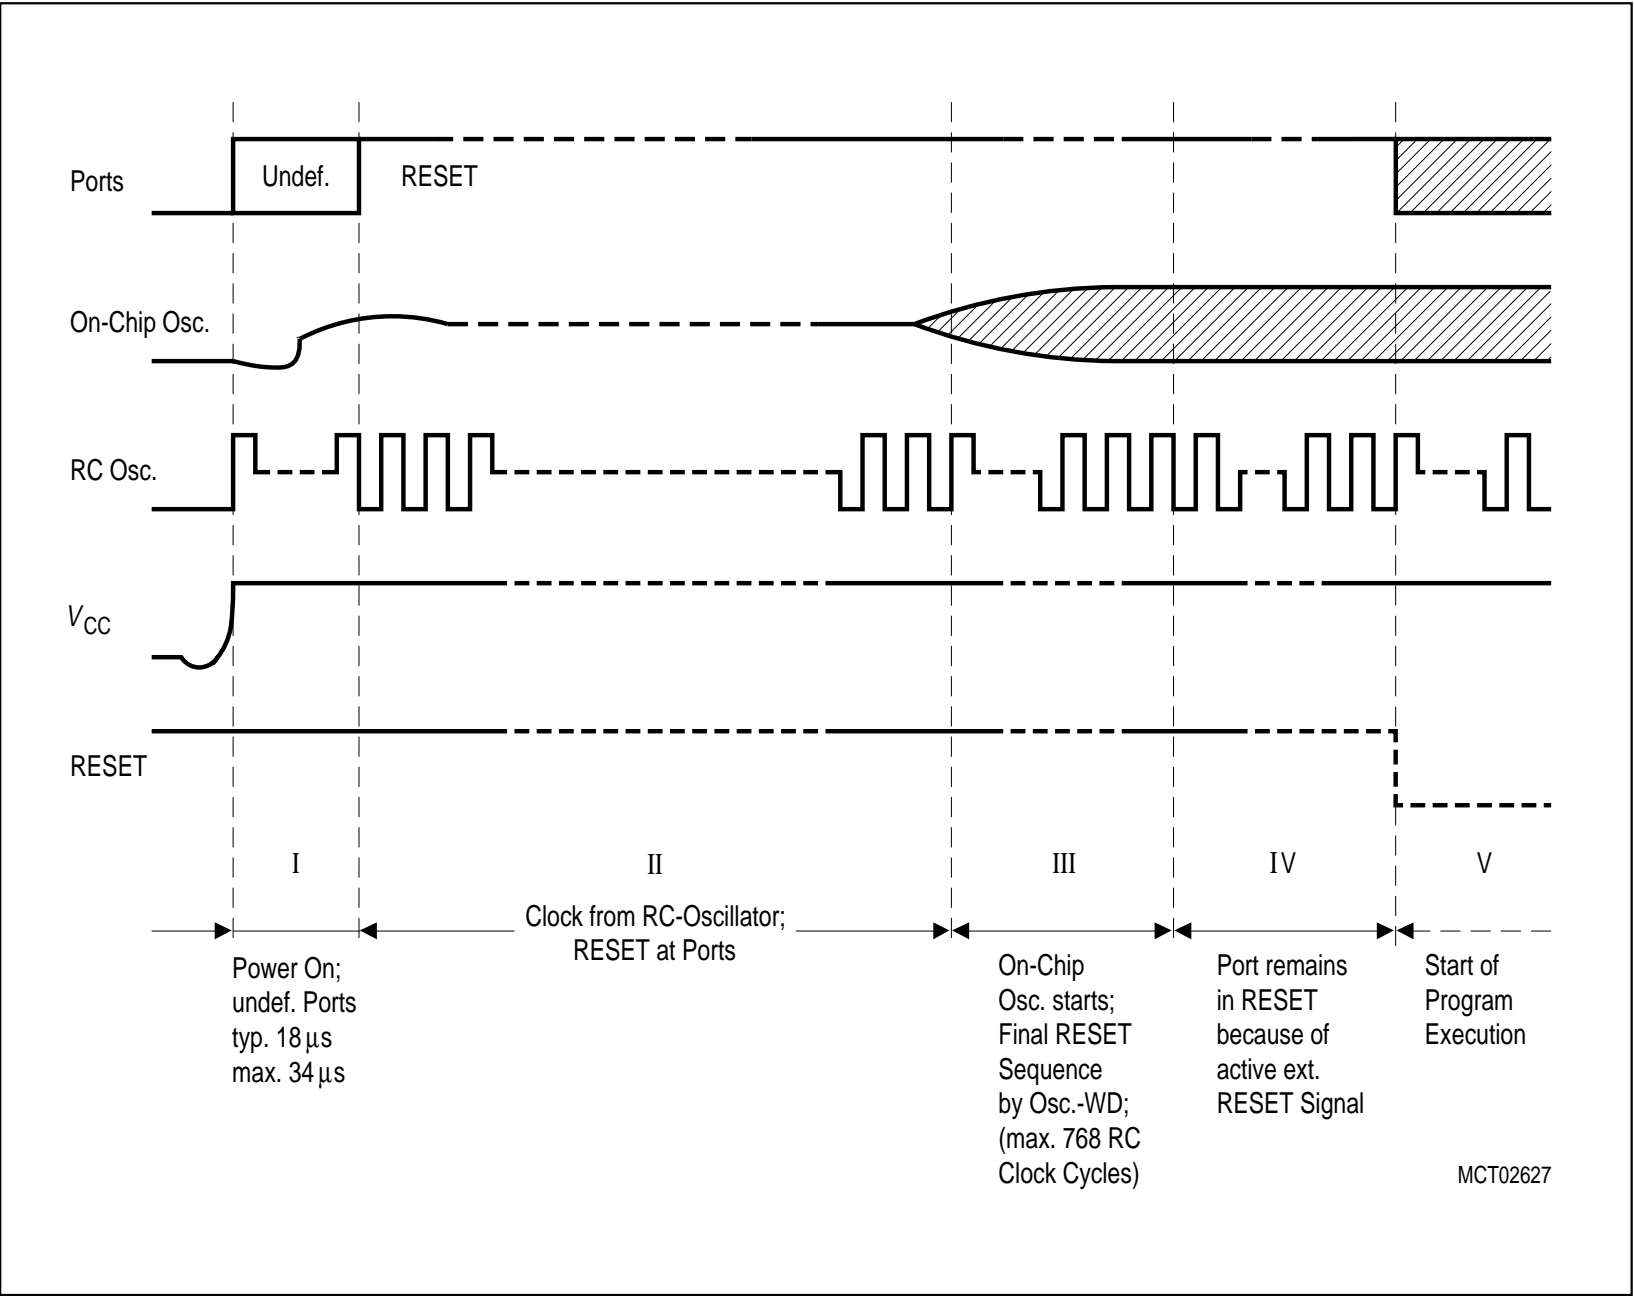 Ports
Undef.
RESET
On-Chip Osc.
RC Osc.
VCC
RESET
I
II
III
IV
V
Clock from RC-Oscillator;
RESET at Ports
Power On;
undef. Ports
typ. 18 µs
max. 34 µs
On-Chip
Osc. starts;
Final RESET
Sequence
by Osc.-WD;
(max. 768 RC
Clock Cycles)
Port remains
in RESET
because of
active ext.
RESET Signal
Start of
Program
Execution
MCT02627